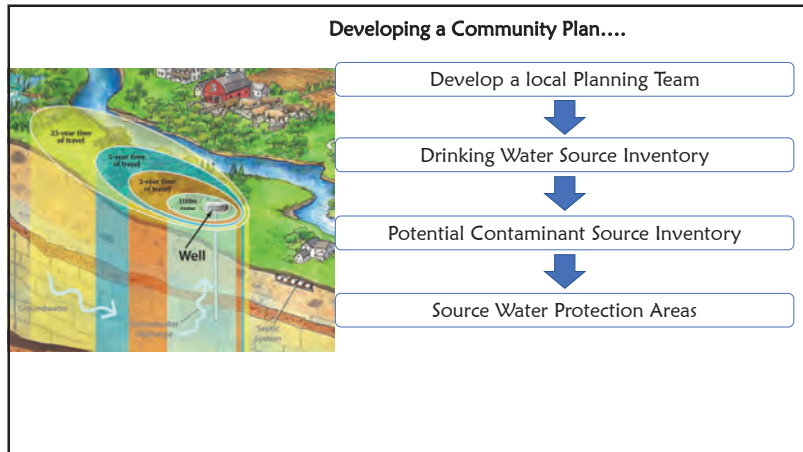 Developing a Community Plan....
Develop a local Planning Team
Drinking Water Source Inventory
Potential Contaminant Source Inventory
Source Water Protection Areas
25-year time
of travel
5-year time
of travel
2-year time
of travel
100m
zone
Well
Groundwater
Septic
System